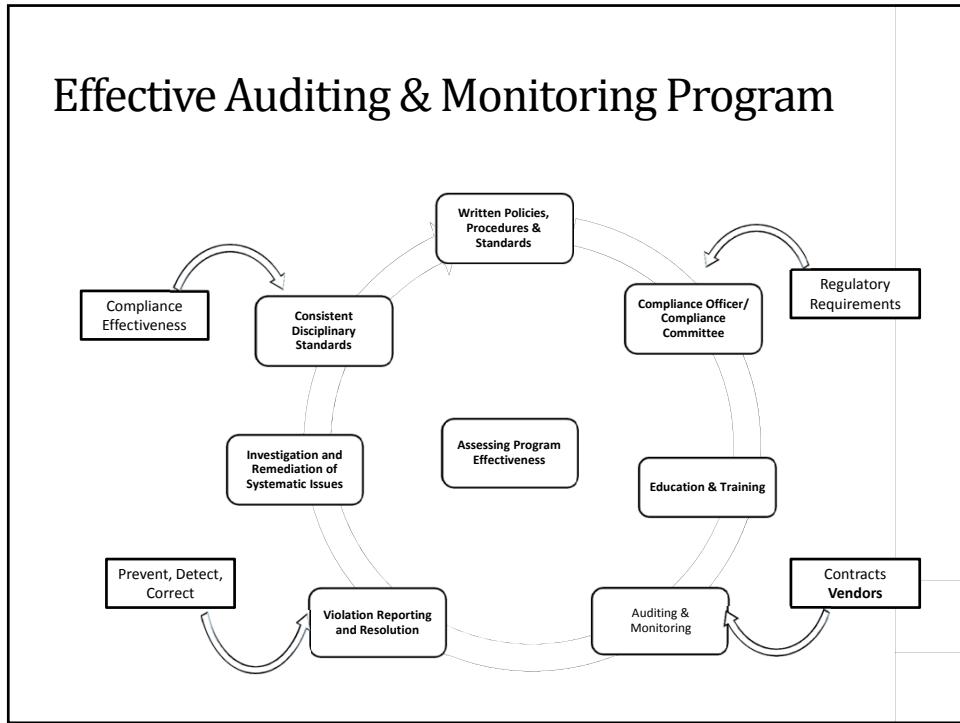 Effective Auditing & Monitoring Program
Written Policies,
Procedures &
Standards
Compliance
Effectiveness
Consistent
Disciplinary
Standards
Compliance Officer/
Compliance
Committee
Regulatory
Requirements
Investigation and
Remediation of
Systematic Issues
Assessing Program
Effectiveness
Education & Training
Prevent, Detect,
Correct
Violation Reporting
and Resolution
Auditing &
Monitoring
Contracts
Vendors